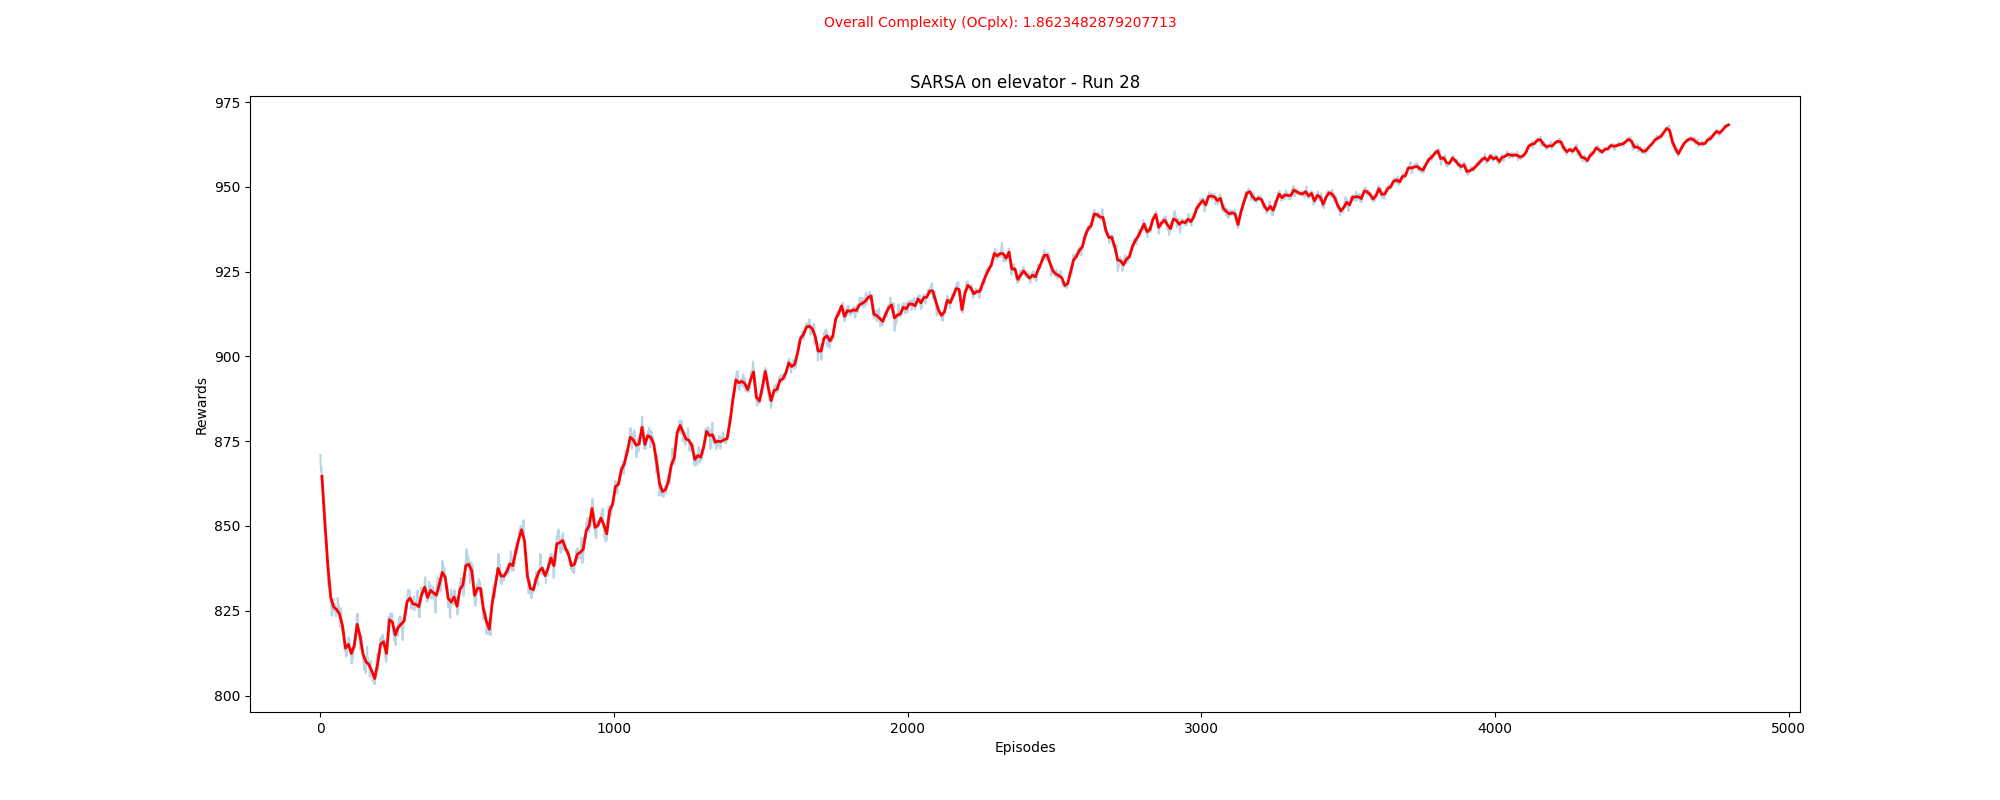 Overall Complexity (OCplx): 1.8623482879207713
SARSA on elevator - Run 28
975
950
925
900
875
850
825
800
Rewards
0 1000 2000 3000 4000 5000
Episodes